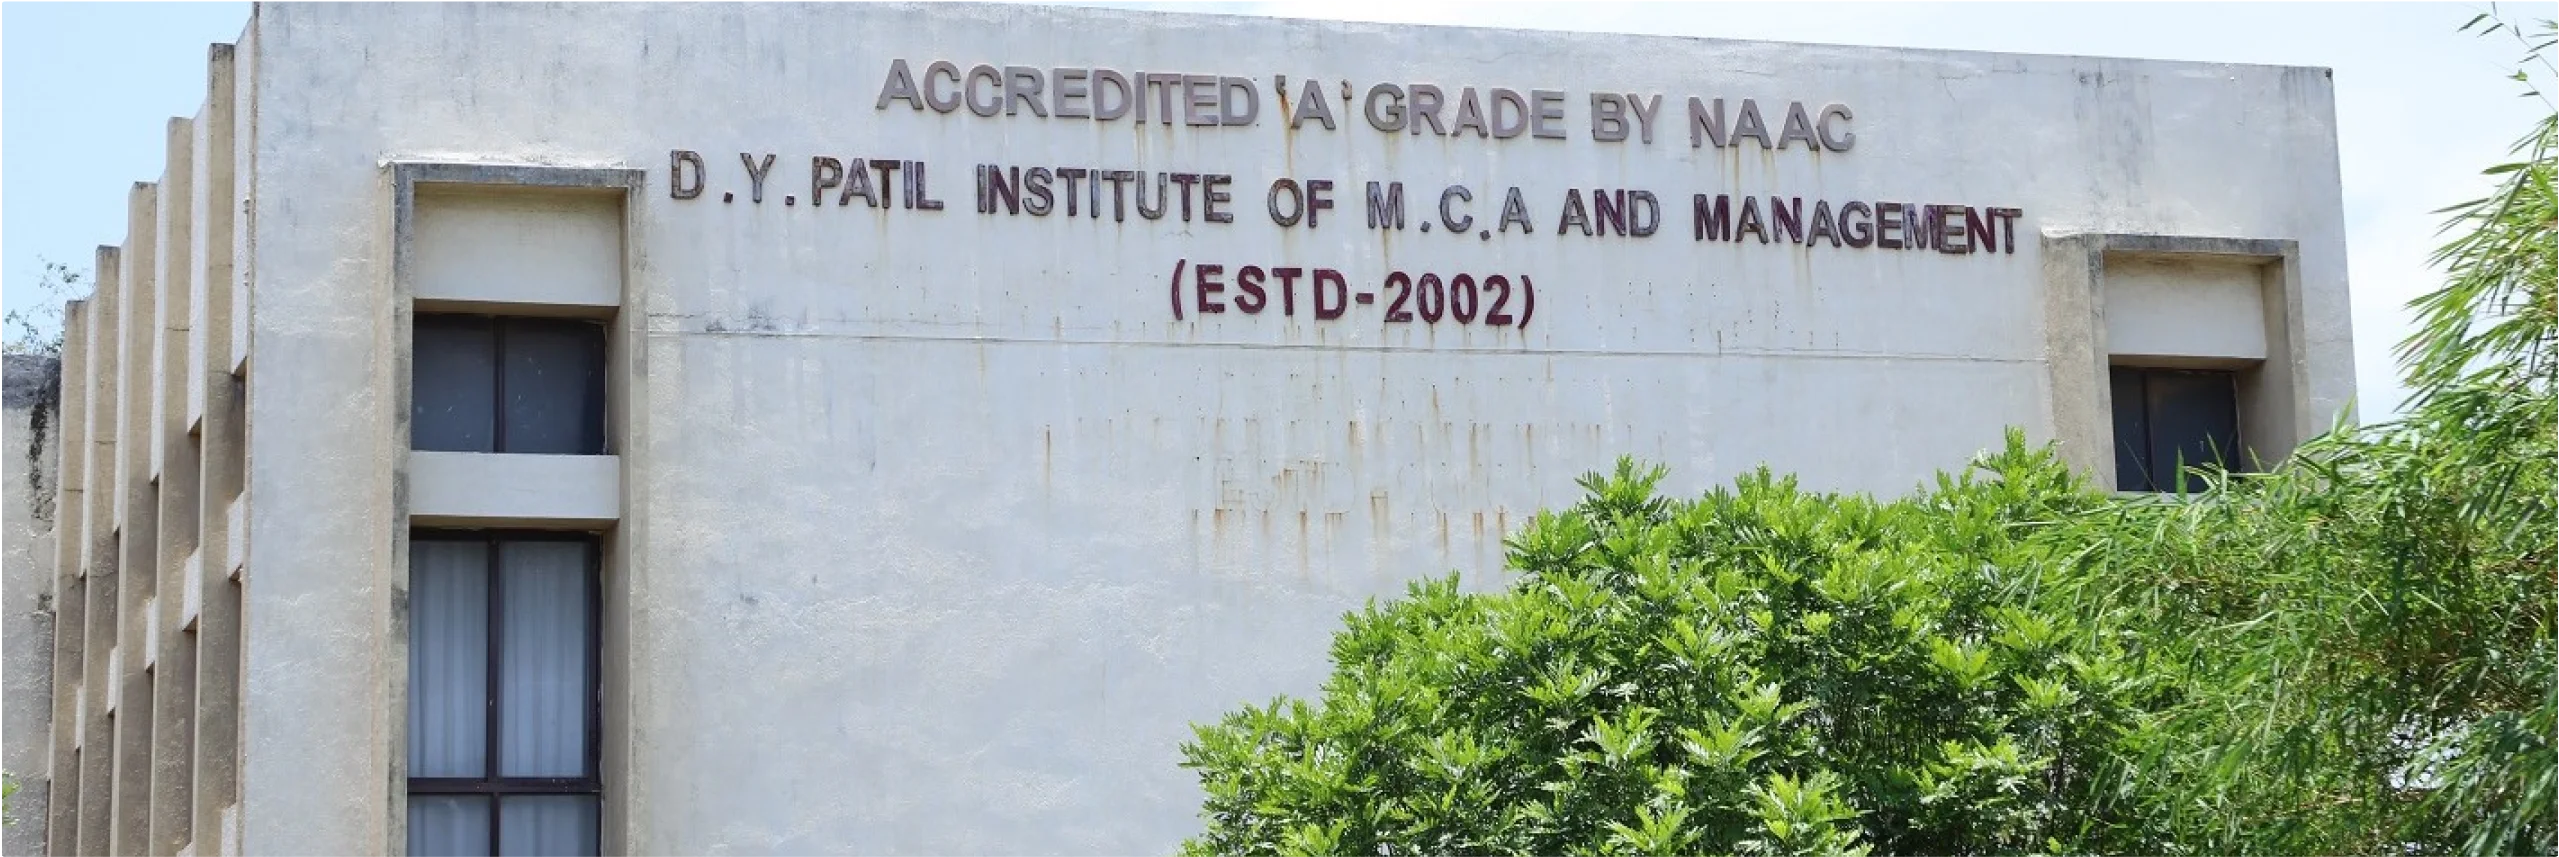 ACCREDITED 'A' GRADE BY NAAC
D.Y.PATIL INSTITUTE OF M.C.A AND MANAGEMENT
(ESTD-2002)